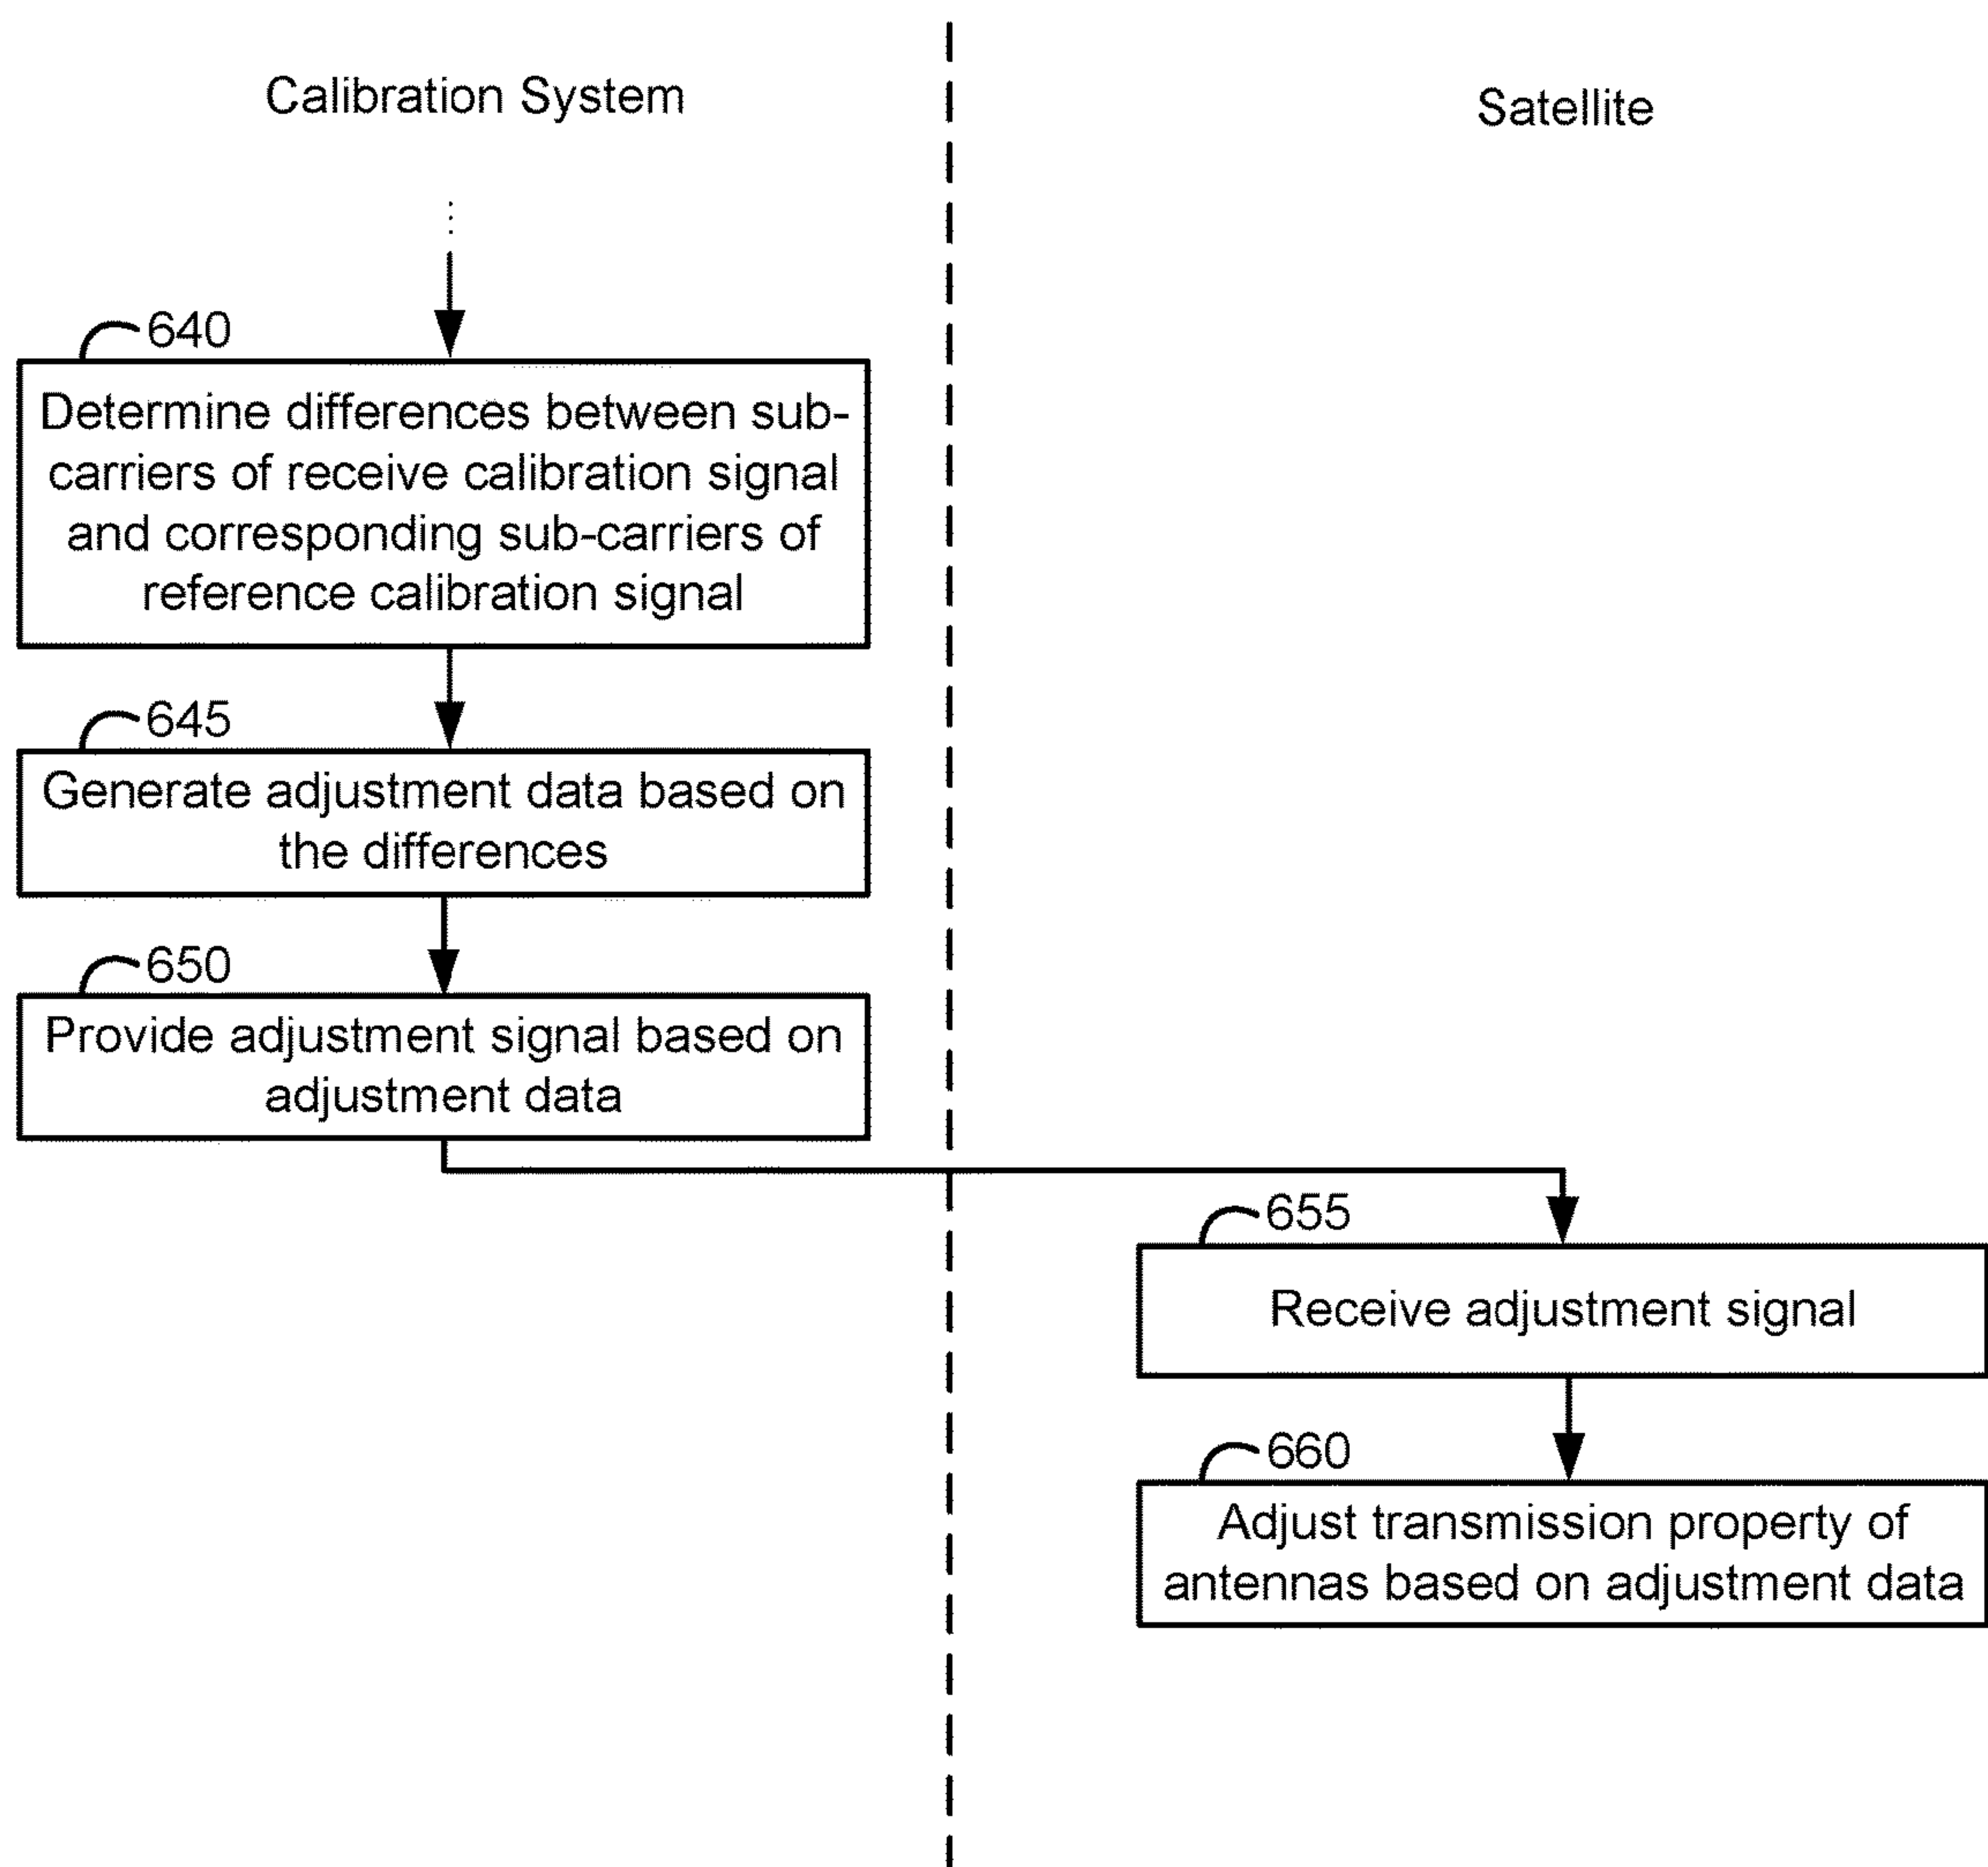 Calibration System
Satellite
640
Determine differences between sub-
carriers of receive calibration signal
and corresponding sub-carriers of
reference calibration signal
645
Generate adjustment data based on
the differences
650
Provide adjustment signal based on
adjustment data
655
Receive adjustment signal
660
Adjust transmission property of
antennas based on adjustment data